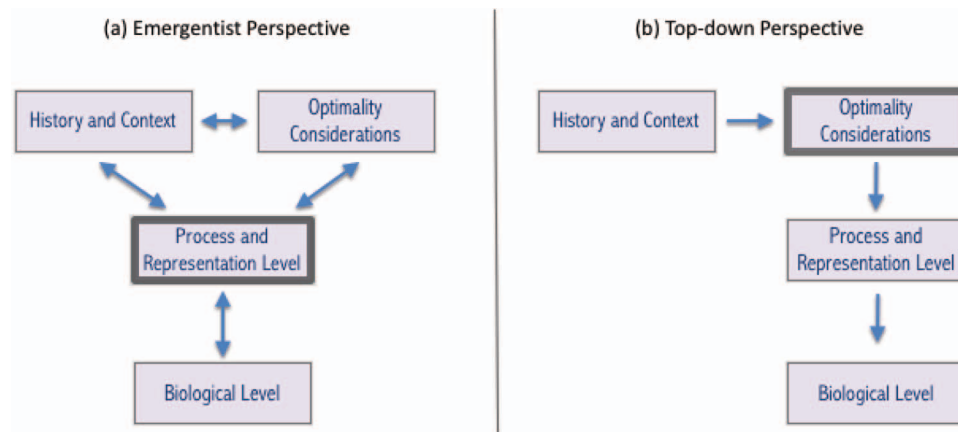 (a) Emergentist Perspective
History and Context
Optimality
Considerations
Process and
Representation Level
Biological Level
(b) Top-down Perspective
History and Context
Optimality
Considerations
Process and
Representation Level
Biological Level